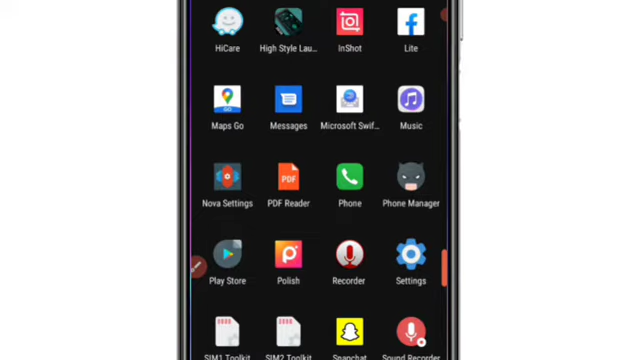 HiCare
High Style Lau...
InShot
Lite
Maps Go
Messages
Microsoft Swif...
Music
PDF
Nova Settings
PDF Reader
Phone
Phone Manager
Play Store
Polish
Recorder
Settings
SIM1 Toolkit
SIM2 Toolkit
Snapchat
Sound Recorder